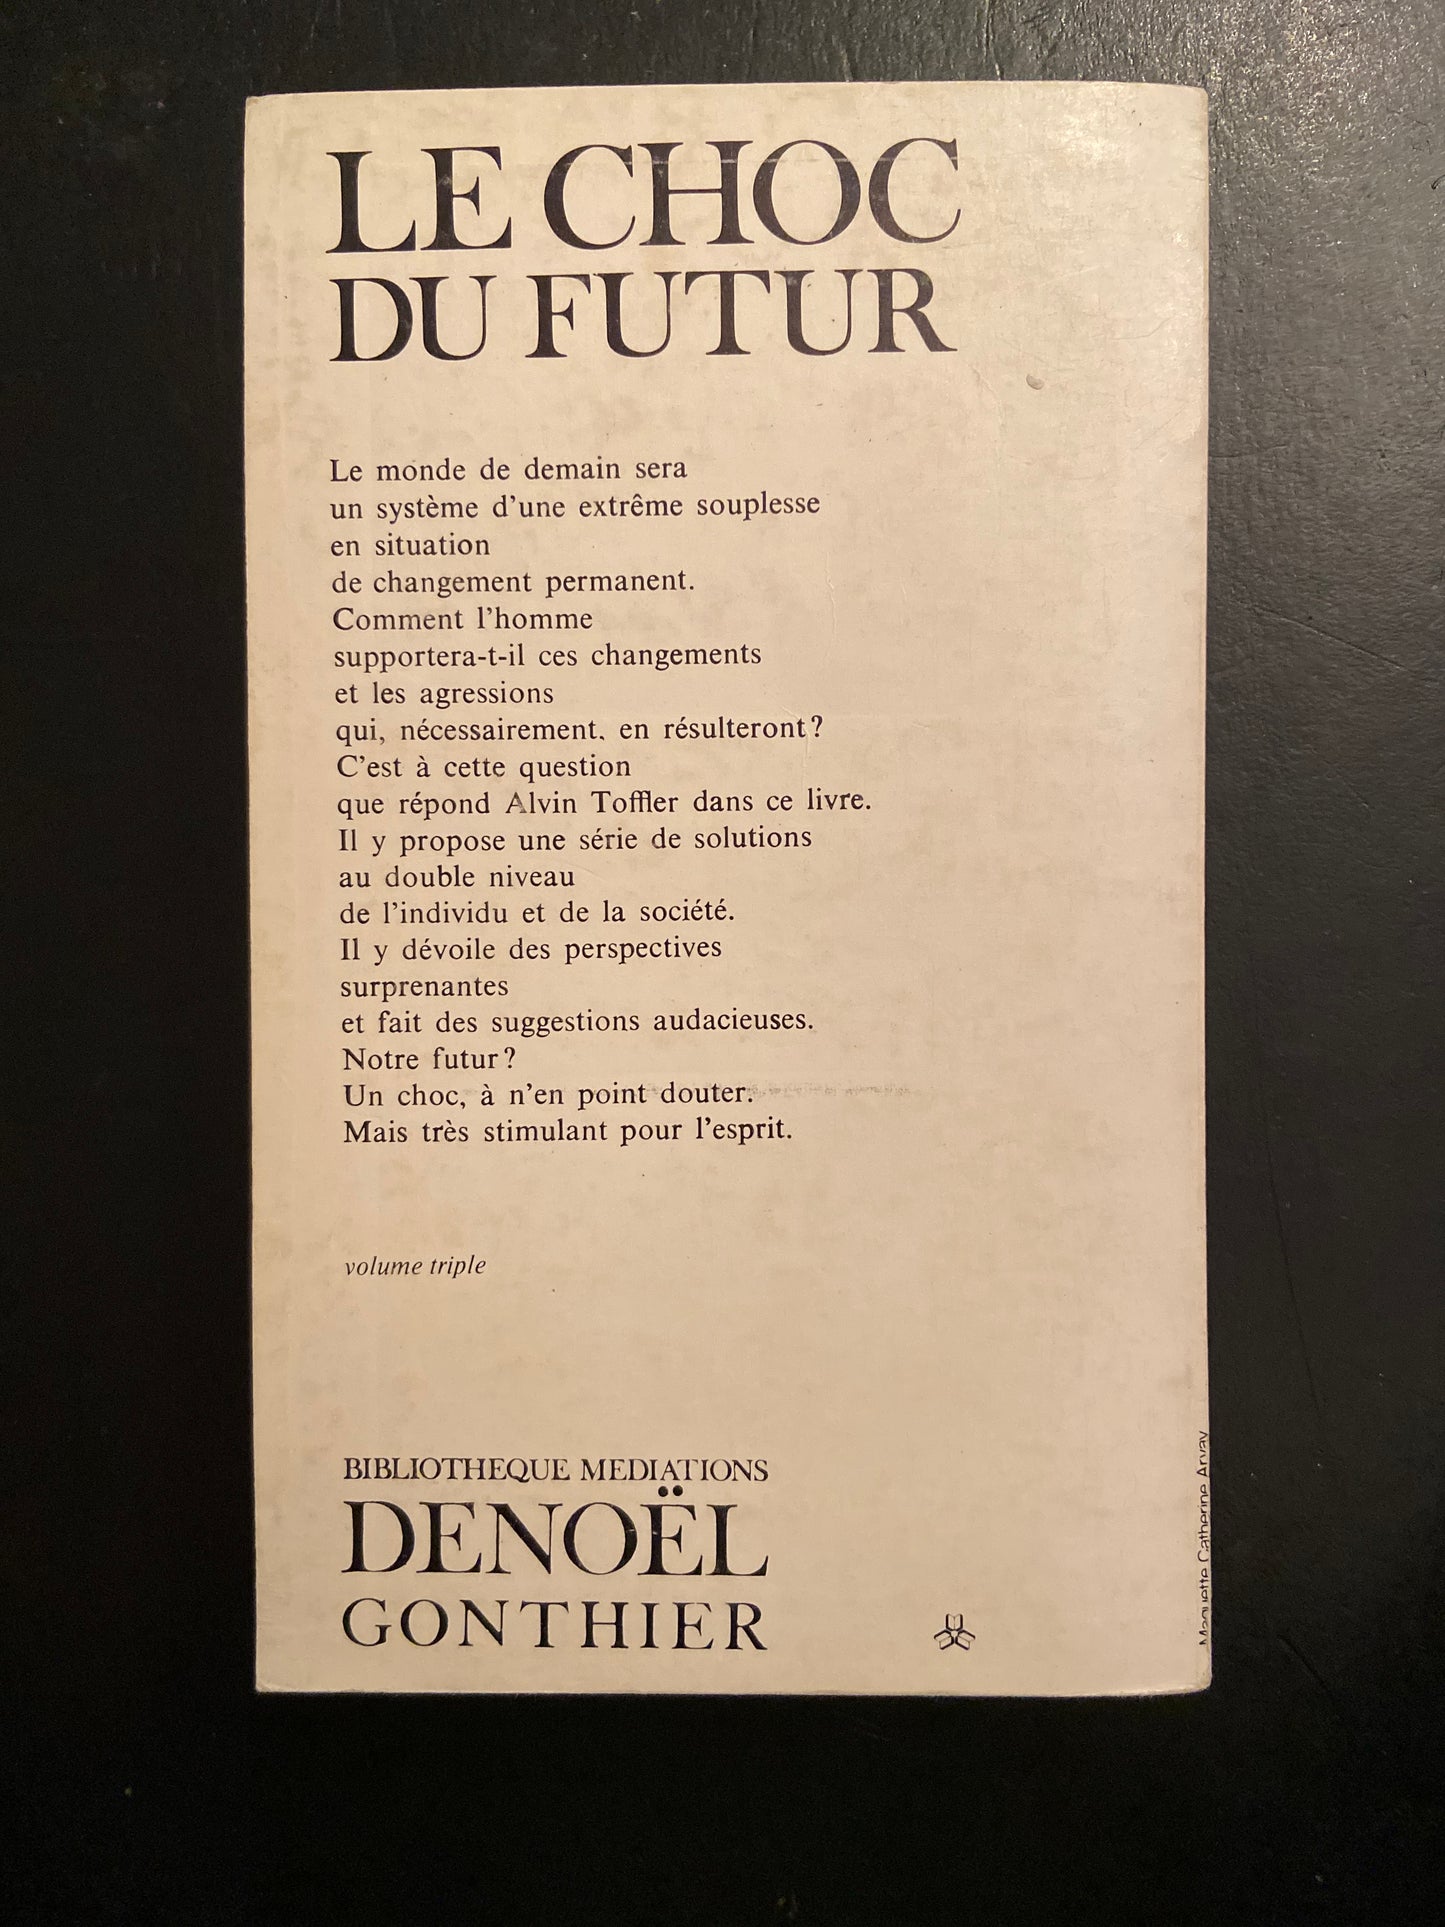 LE CHOC
DU FUTUR
Le monde de demain sera
un système d'une extrême souplesse
en situation
de changement permanent.
Comment l'homme
supportera-t-il ces changements
et les agressions
qui, nécessairement, en résulteront ?
C'est à cette question
que répond Alvin Toffler dans ce livre.
Il y propose une série de solutions
au double niveau
de l'individu et de la société.
Il y dévoile des perspectives
surprenantes
et fait des suggestions audacieuses.
Notre futur ?
Un choc, à n'en point douter.
Mais très stimulant pour l'esprit.
volume triple
BIBLIOTHEQUE MEDIATIONS
DENOËL
GONTHIER
Maquette Catherine Arvay